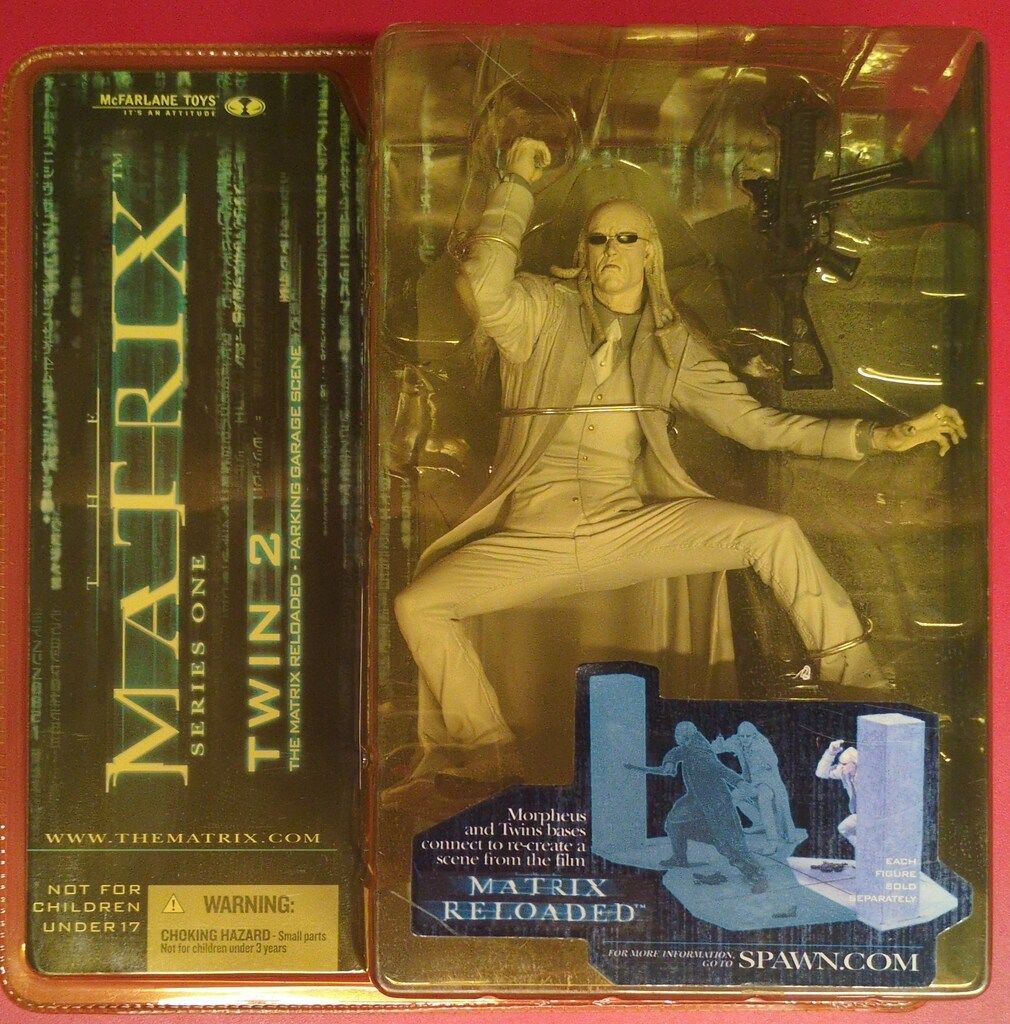 McFARLANE TOYS
IT'S AN ATTITUDE
THE
MATRIX™
SERIES ONE
TWIN 2
THE MATRIX RELOADED - PARKING GARAGE SCENE
WWW.THEMATRIX.COM
NOT FOR
CHILDREN
UNDER 17
WARNING:
CHOKING HAZARD - Small parts
Not for children under 3 years
Morpheus
and Twins bases
connect to re-create a
scene from the film
MATRIX
RELOADED™
EACH
FIGURE
SOLD
SEPARATELY
FOR MORE INFORMATION,
GO TO SPAWN.COM